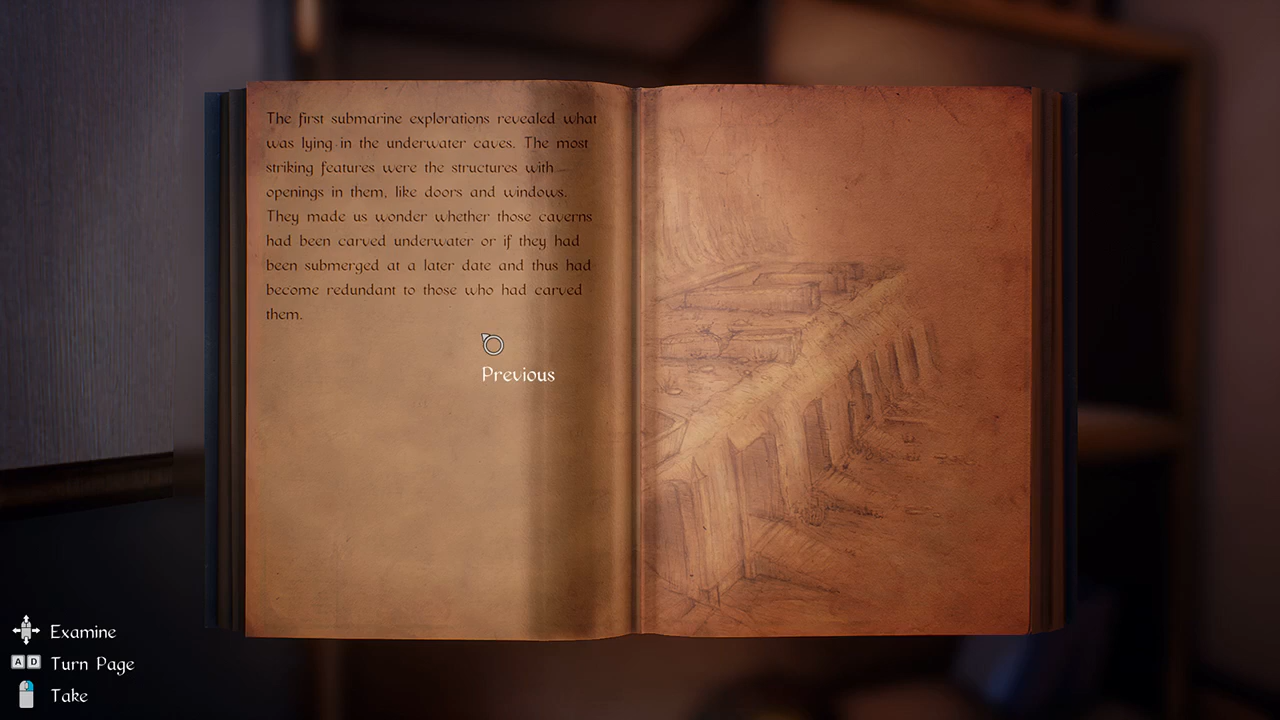 The first submarine explorations revealed what
was lying in the underwater caves. The most
striking features were the structures with
openings in them, like doors and windows.
They made us wonder whether those caverns
had been carved underwater or if they had
been submerged at a later date and thus had
become redundant to those who had carved
them.
Previous
Examine
A D Turn Page
Take